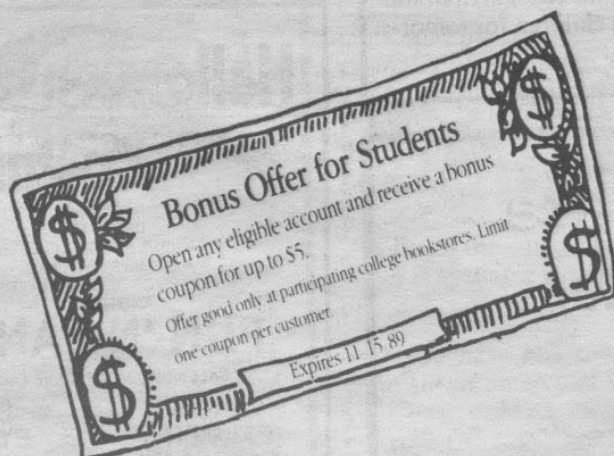 $ $
Bonus Offer for Students
Open any eligible account and receive a bonus
coupon for up to $5.
Offer good only at participating college bookstores. Limit
one coupon per customer.
Expires 11-15-89
$ $